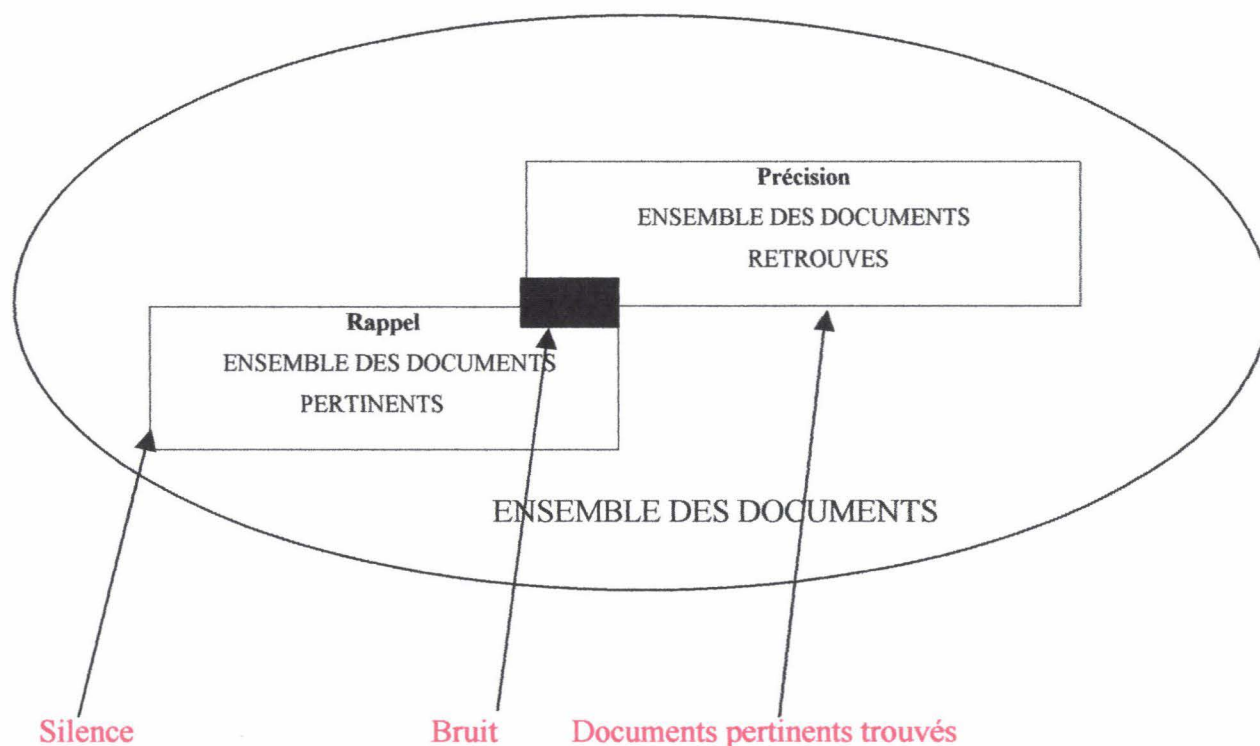 Précision
ENSEMBLE DES DOCUMENTS
RETROUVES
Rappel
ENSEMBLE DES DOCUMENTS
PERTINENTS
ENSEMBLE DES DOCUMENTS
Silence
Bruit
Documents pertinents trouvés